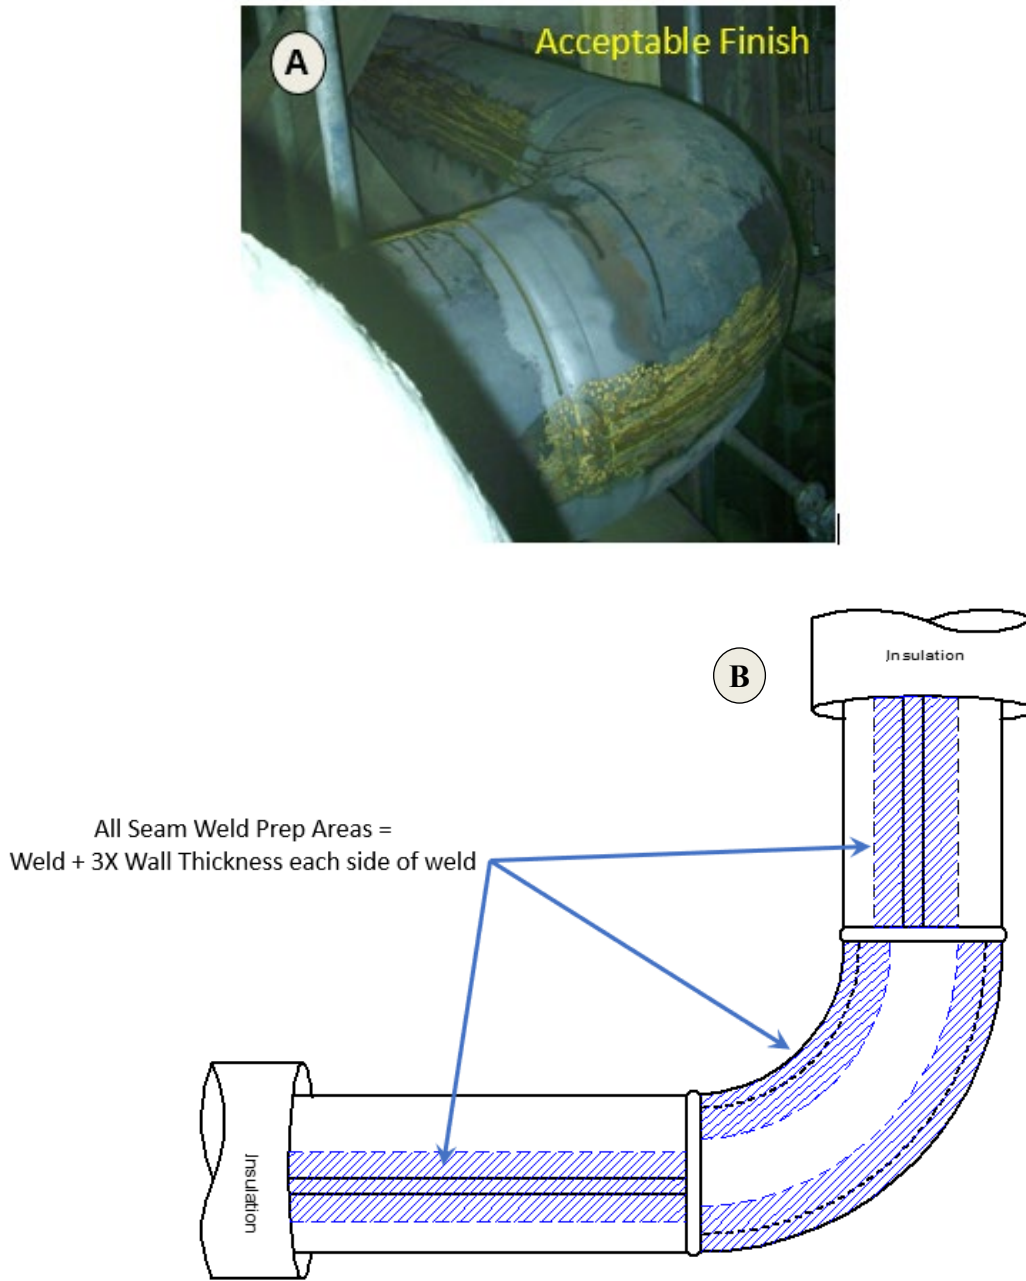 A
Acceptable Finish
B
Insulation
All Seam Weld Prep Areas =
Weld + 3X Wall Thickness each side of weld
Insulation